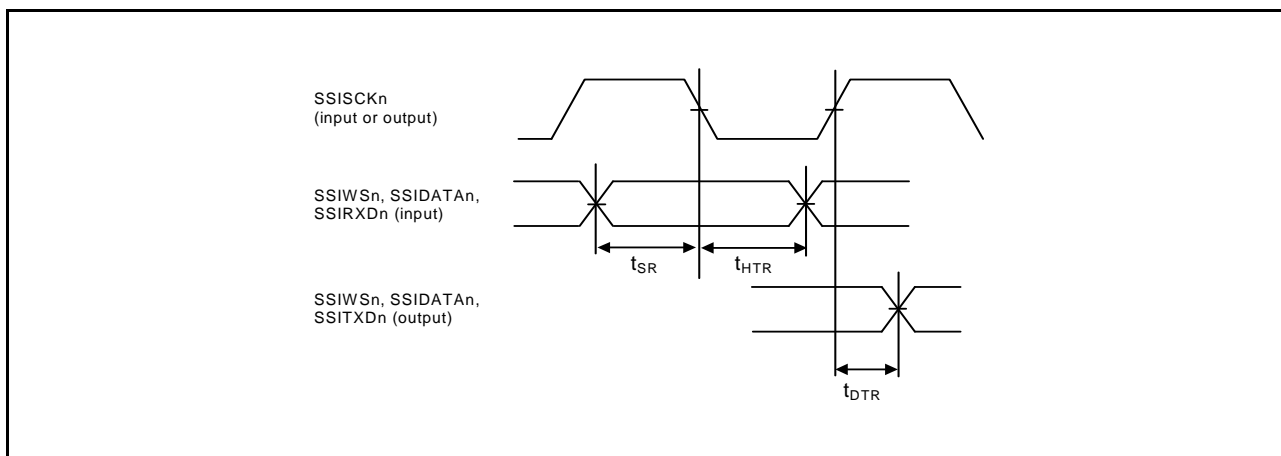 SSISCKn
(input or output)
SSIWSn, SSIDATAn,
SSIRXDn (input)
tSR
tHTR
SSIWSn, SSIDATAn,
SSITXDn (output)
tDTR